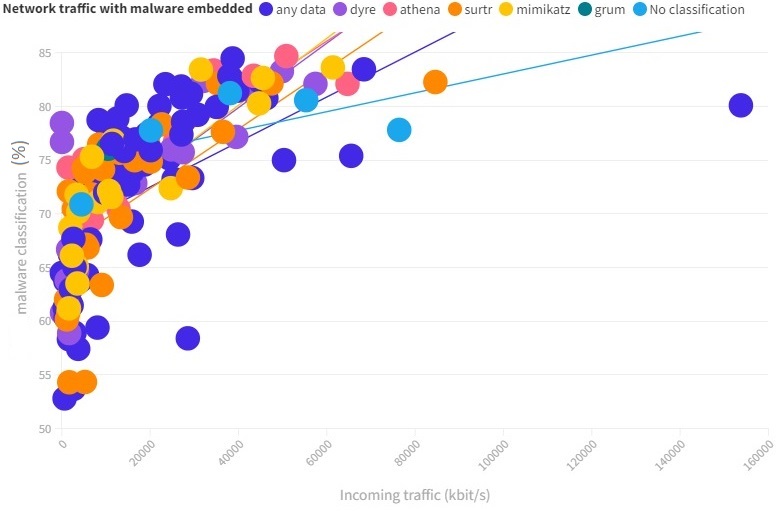 Network traffic with malware embedded any data dyre athena surtr mimikatz grum No classification
malware classification (%)
85
80
75
70
65
60
55
50
0 20000 40000 60000 80000 100000 120000 140000 160000
Incoming traffic (kbit/s)